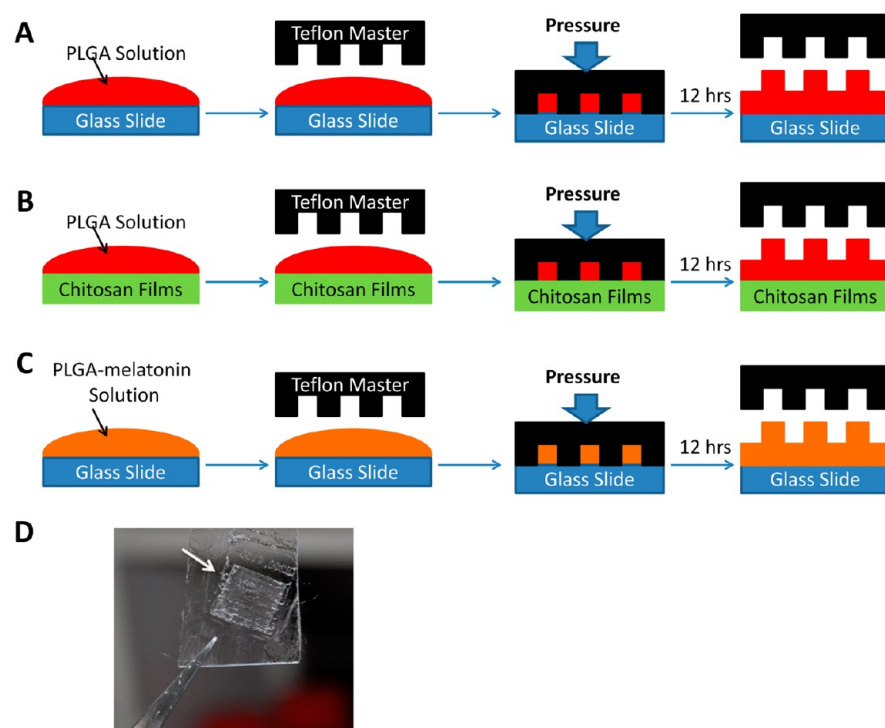 A
PLGA Solution
Glass Slide
Teflon Master
Glass Slide
Pressure
Glass Slide
12 hrs
B
PLGA Solution
Chitosan Films
Teflon Master
Chitosan Films
Pressure
Chitosan Films
12 hrs
Chitosan Films
C
PLGA-melatonin
Solution
Glass Slide
Teflon Master
Glass Slide
Pressure
Glass Slide
12 hrs
Glass Slide
D